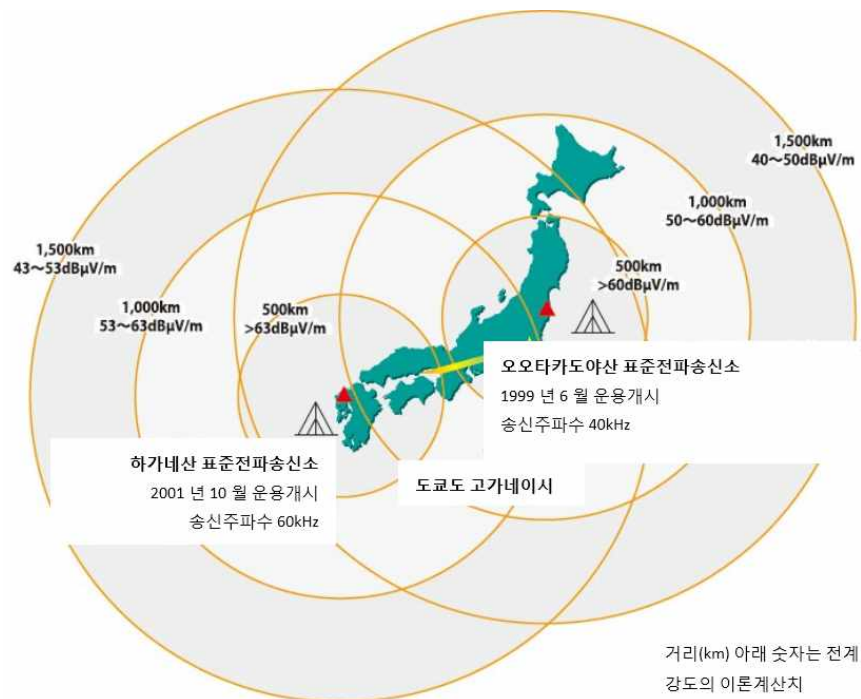 1,500km
40～50dBµV/m
1,000km
50～60dBµV/m
500km
>60dBµV/m
1,500km
43～53dBµV/m
1,000km
53～63dBµV/m
500km
>63dBµV/m
오오타카도야산 표준전파송신소
1999 년 6 월 운용개시
송신주파수 40kHz
하가네산 표준전파송신소
2001 년 10 월 운용개시
송신주파수 60kHz
도쿄도 고가네이시
거리(km) 아래 숫자는 전계
강도의 이론계산치